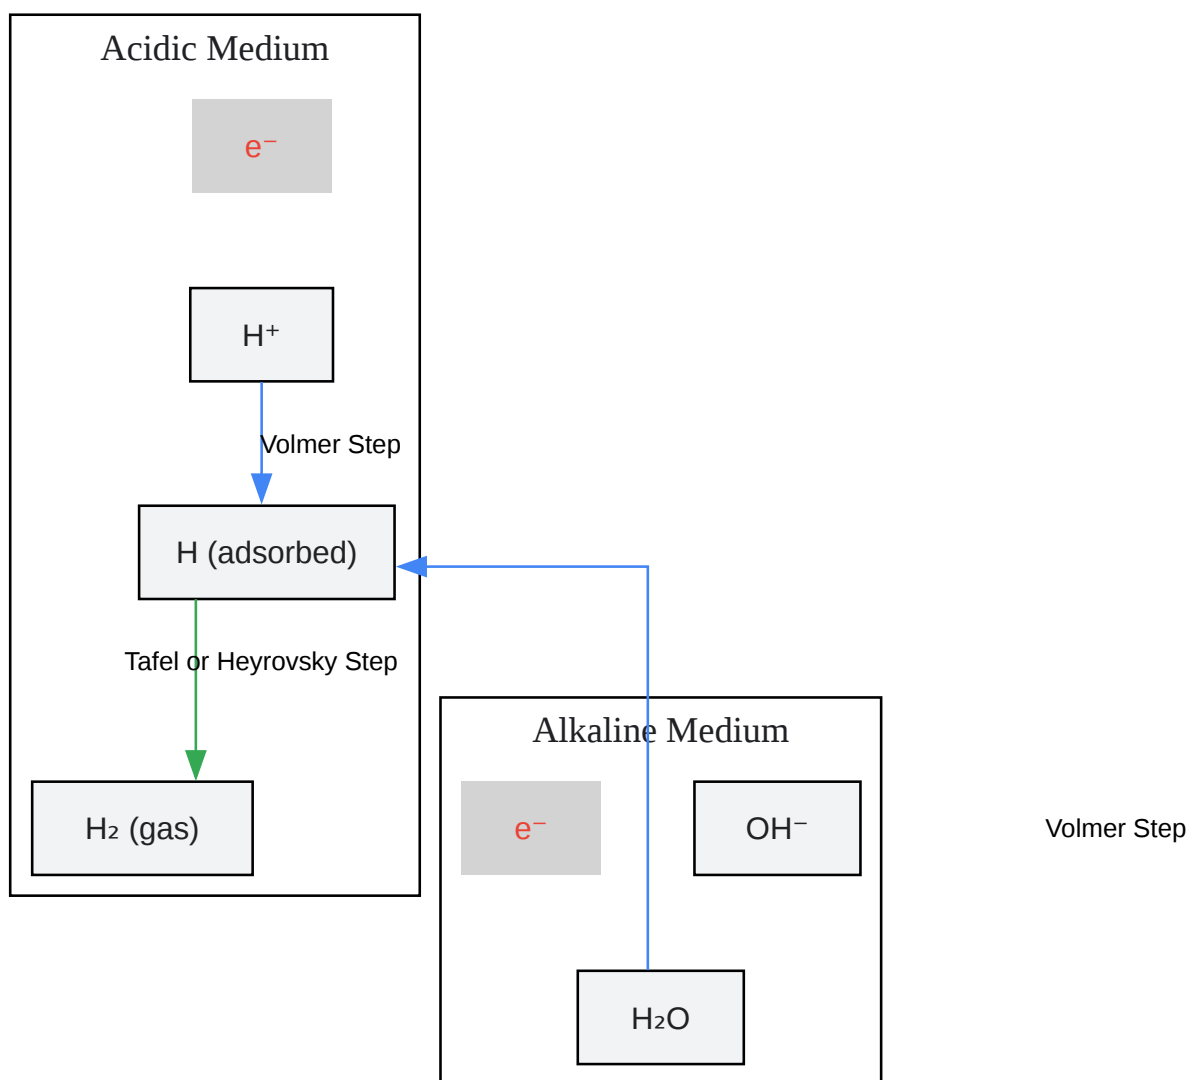 Acidic Medium
e⁻
H⁺
Volmer Step
H (adsorbed)
Tafel or Heyrovsky Step
H₂ (gas)
Alkaline Medium
e⁻
OH⁻
Volmer Step
H₂O